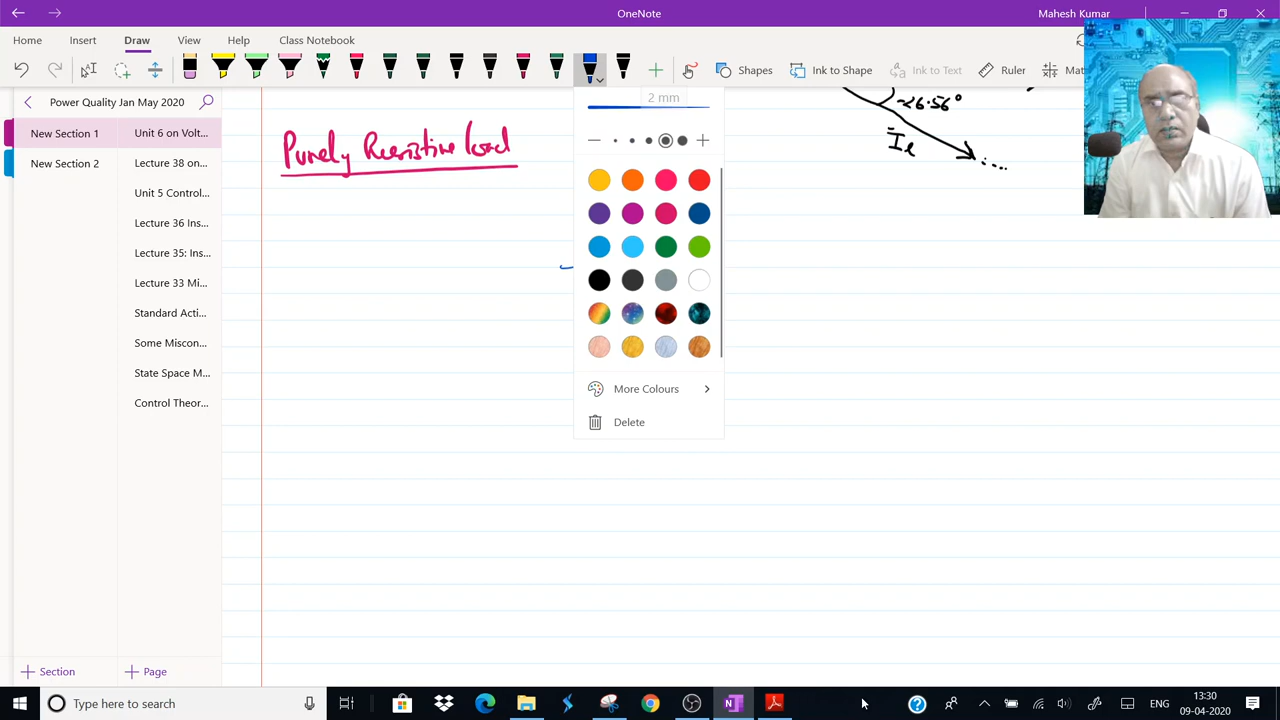 OneNote
Mahesh Kumar
Home
Insert
Draw
View
Help
Class Notebook
Shapes
Ink to Shape
Ink to Text
Ruler
Mat
Power Quality Jan May 2020
New Section 1
New Section 2
Unit 6 on Volt...
Lecture 38 on...
Unit 5 Control...
Lecture 36 Ins...
Lecture 35: Ins...
Lecture 33 Mi...
Standard Acti...
Some Miscon...
State Space M...
Control Theor...
Section
Page
Purely Resistive load
2 mm
More Colours
Delete
-26.56°
Īl
Type here to search
ENG
13:30
09-04-2020